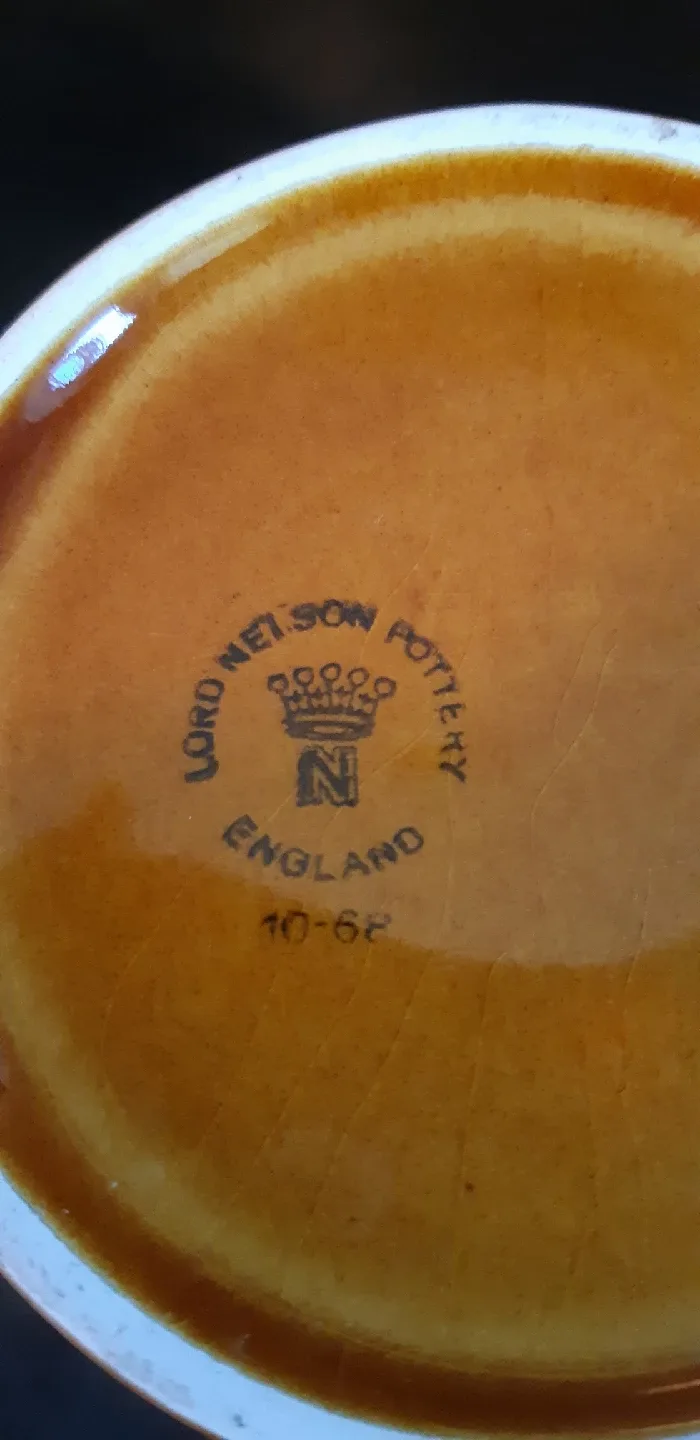 LORD NELSON POTTERY
N
ENGLAND
10-68